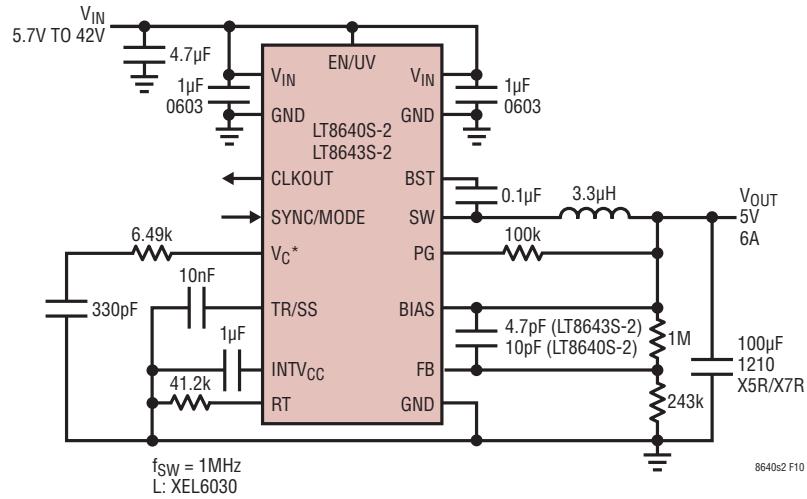 VIN
5.7V TO 42V
4.7µF
1µF
0603
VIN
EN/UV
VIN
1µF
0603
GND
GND
LT8640S-2
LT8643S-2
CLKOUT
BST
0.1µF
3.3µH
VOUT
5V
6A
SYNC/MODE
SW
6.49k
VC*
PG
100k
330pF
10nF
TR/SS
BIAS
4.7pF (LT8643S-2)
10pF (LT8640S-2)
1M
100µF
1210
X5R/X7R
1µF
INTVCC
FB
41.2k
RT
GND
243k
fSW = 1MHz
L: XEL6030
8640s2 F10